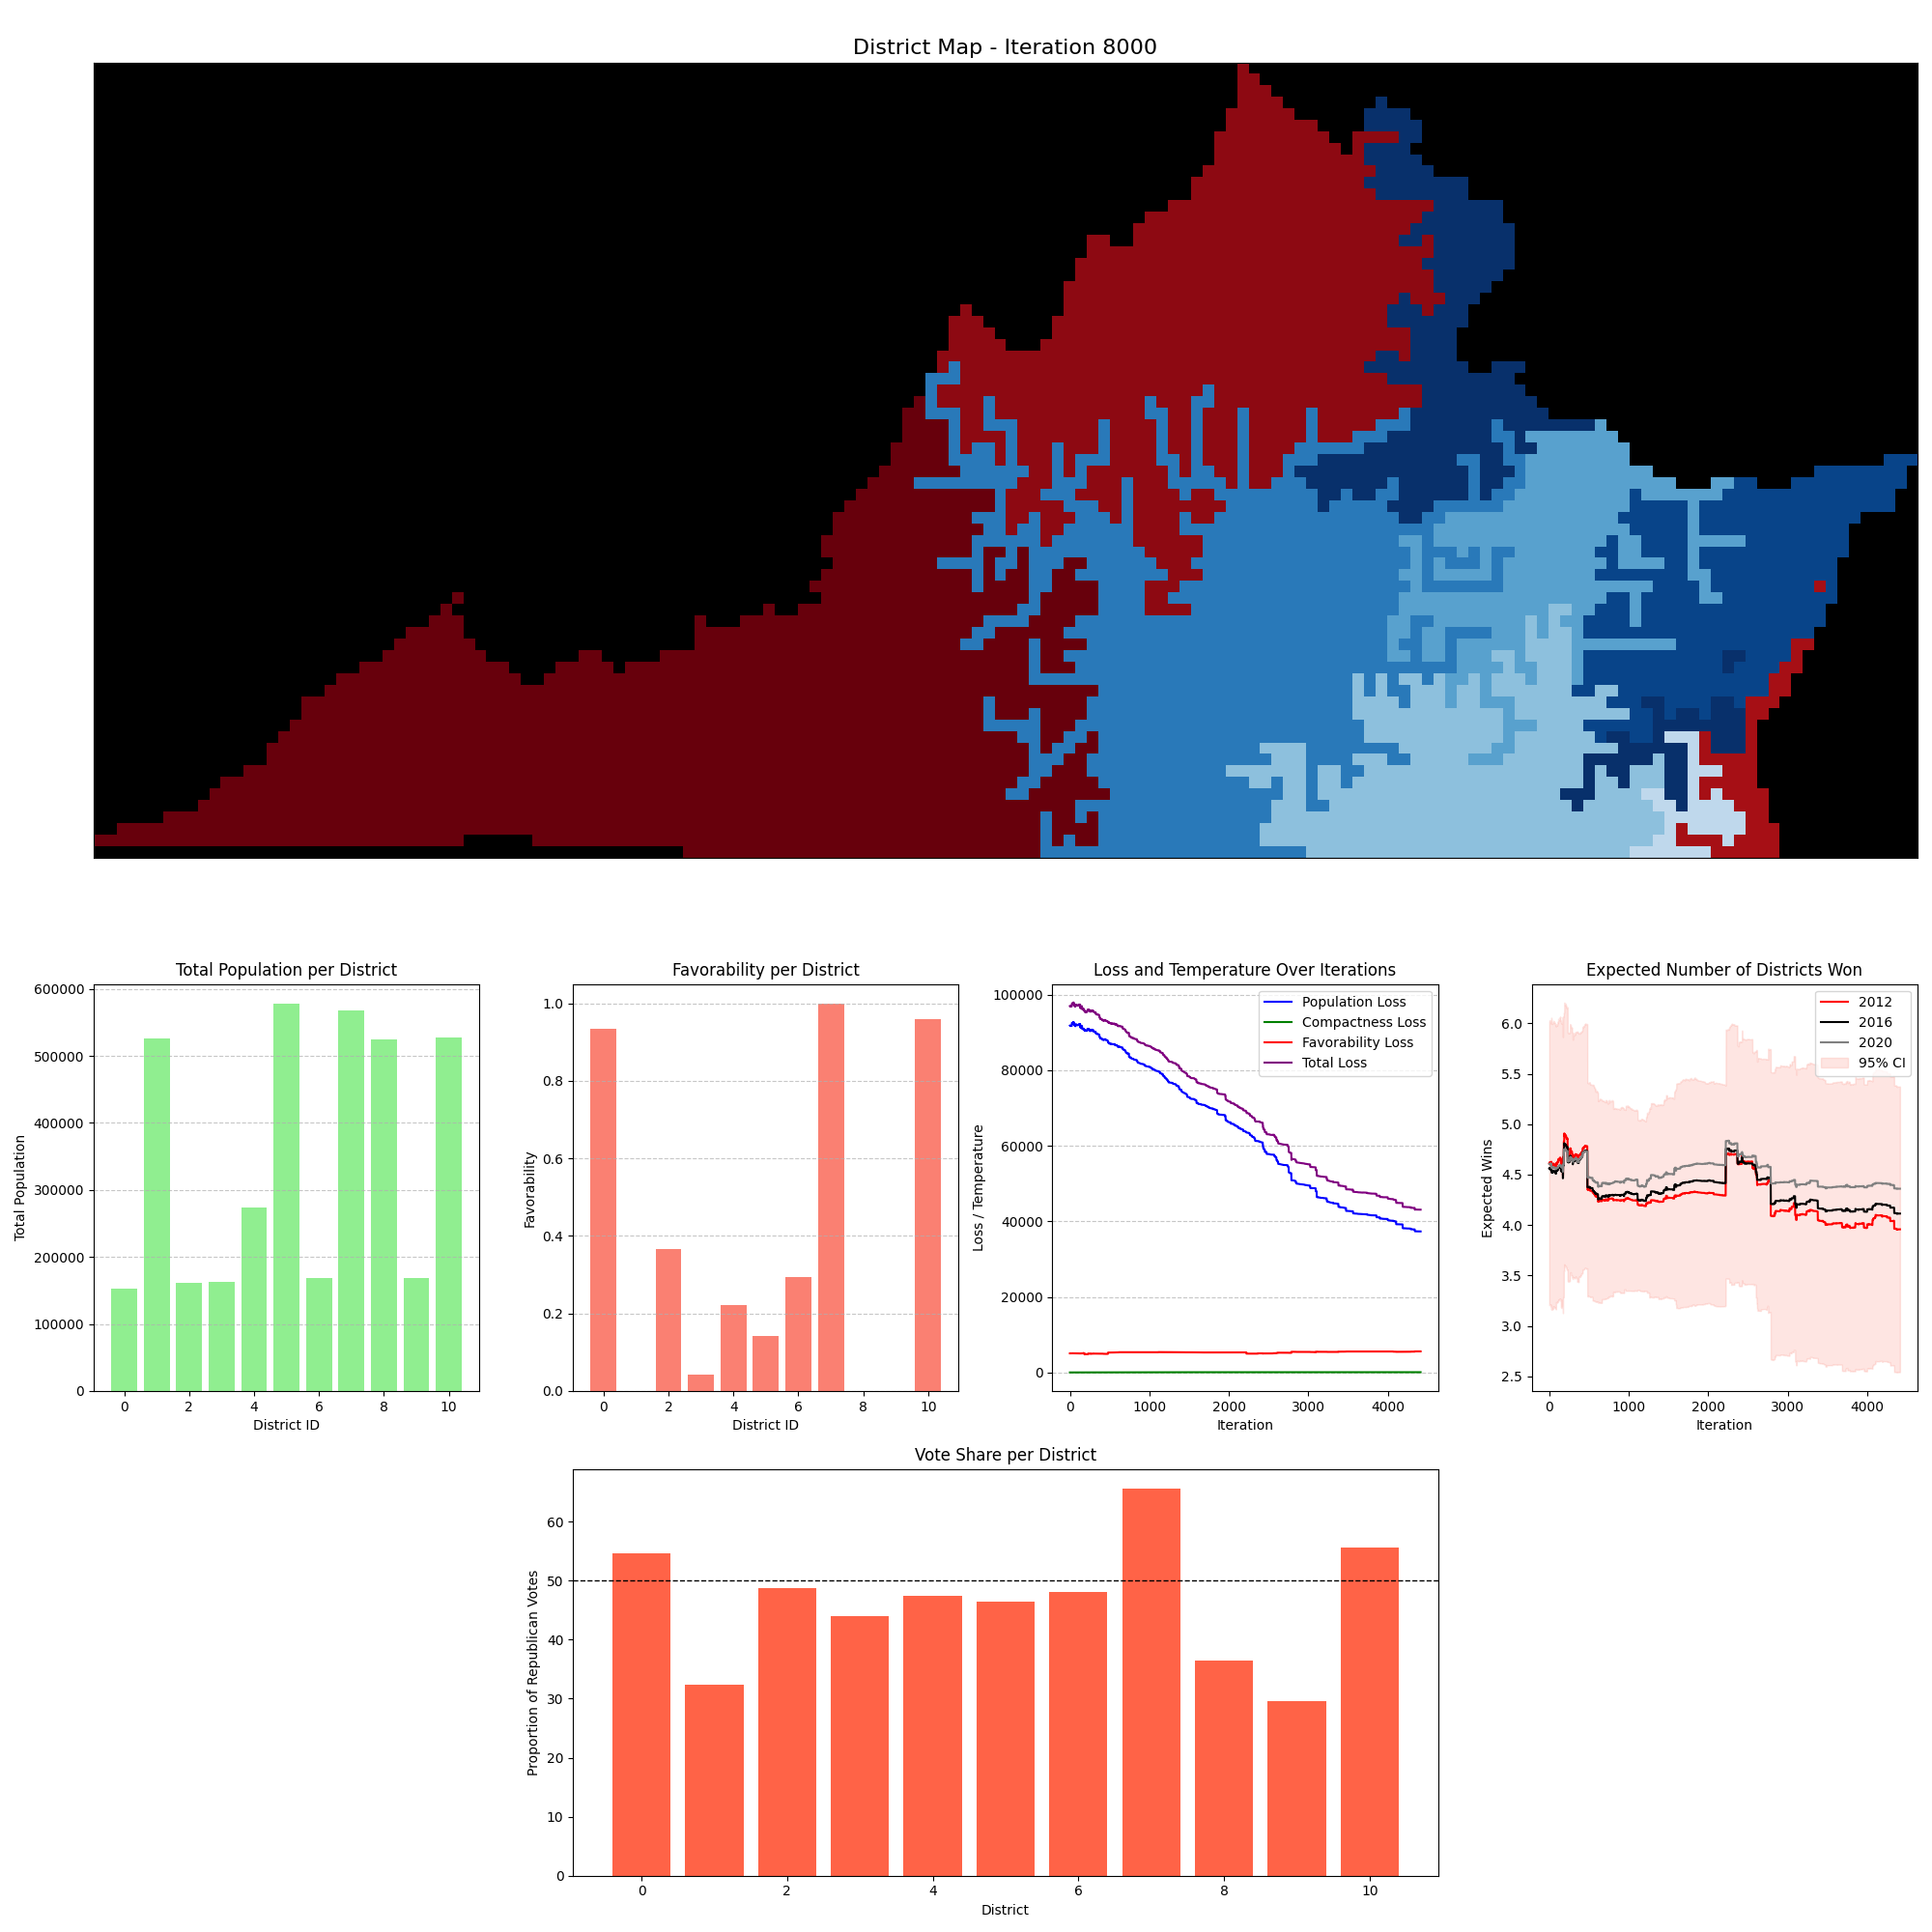 District Map - Iteration 8000
Total Population per District
Total Population
600000
500000
400000
300000
200000
100000
0
0 2 4 6 8 10
District ID
Favorability per District
Favorability
1.0
0.8
0.6
0.4
0.2
0.0
0 2 4 6 8 10
District ID
Loss and Temperature Over Iterations
Loss / Temperature
100000
80000
60000
40000
20000
0
Population Loss
Compactness Loss
Favorability Loss
Total Loss
0 1000 2000 3000 4000
Iteration
Expected Number of Districts Won
Expected Wins
6.0
5.5
5.0
4.5
4.0
3.5
3.0
2.5
2012
2016
2020
95% CI
0 1000 2000 3000 4000
Iteration
Vote Share per District
Proportion of Republican Votes
60
50
40
30
20
10
0
0 2 4 6 8 10
District